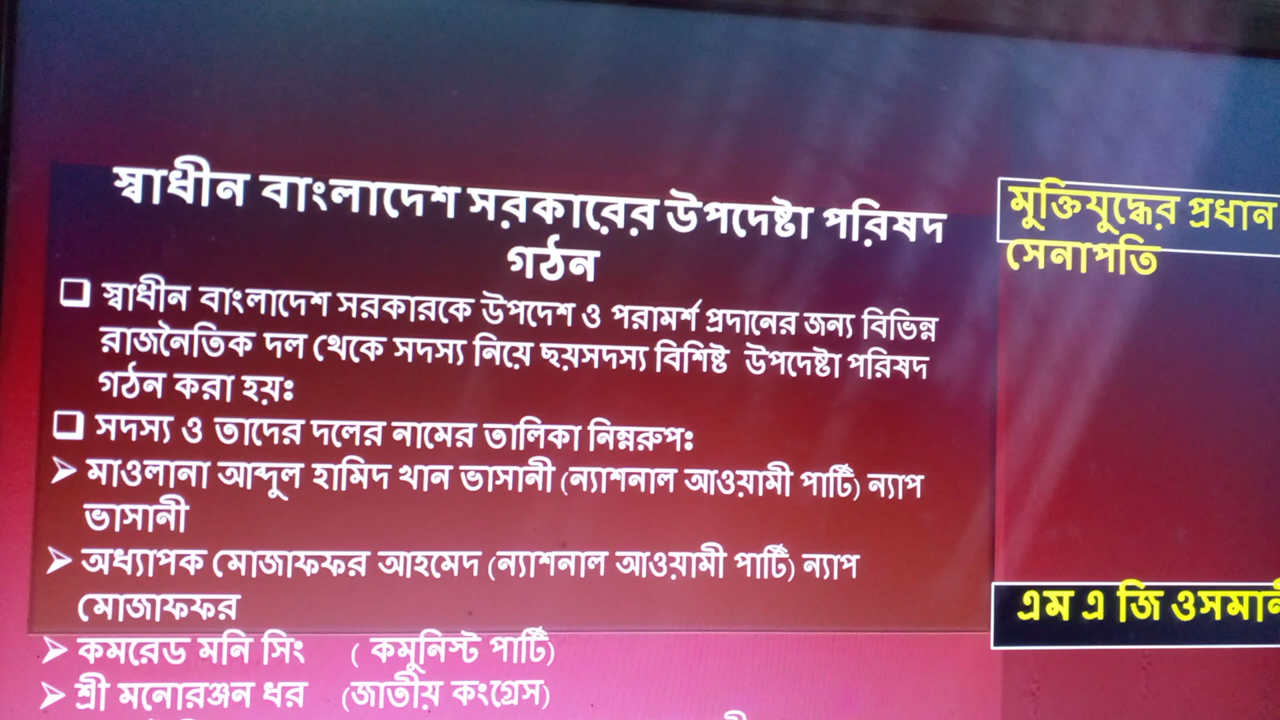 স্বাধীন বাংলাদেশ সরকারের উপদেষ্টা পরিষদ
গঠন
❑ স্বাধীন বাংলাদেশ সরকারকে উপদেশ ও পরামর্শ প্রদানের জন্য বিভিন্ন
রাজনৈতিক দল থেকে সদস্য নিয়ে ছয়সদস্য বিশিষ্ট উপদেষ্টা পরিষদ
গঠন করা হয়ঃ
❑ সদস্য ও তাদের দলের নামের তালিকা নিম্নরুপঃ
➢ মাওলানা আব্দুল হামিদ খান ভাসানী (ন্যাশনাল আওয়ামী পার্টি) ন্যাপ
ভাসানী
➢ অধ্যাপক মোজাফফর আহমেদ (ন্যাশনাল আওয়ামী পার্টি) ন্যাপ
মোজাফফর
➢ কমরেড মনি সিং ( কমুনিস্ট পার্টি)
➢ শ্রী মনোরঞ্জন ধর (জাতীয় কংগ্রেস)
মুক্তিযুদ্ধের প্রধান
সেনাপতি
এম এ জি